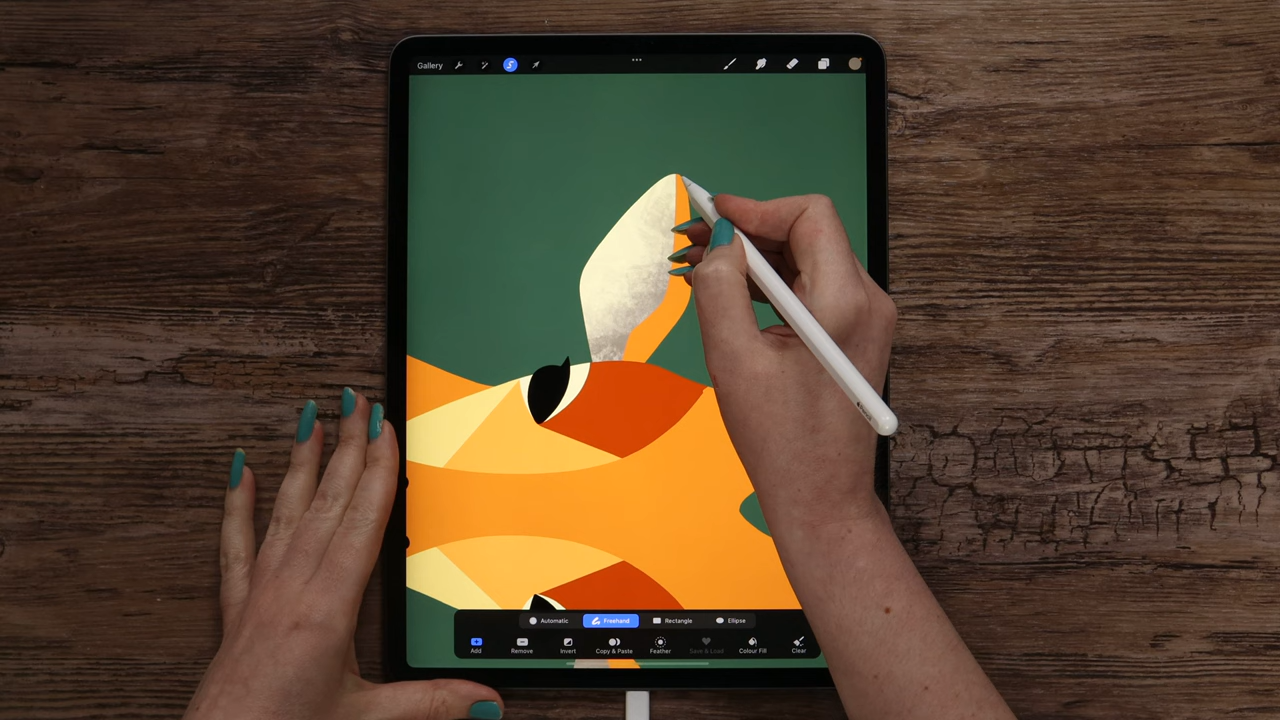 Gallery
Automatic Freehand Rectangle Ellipse
Add Remove Invert Copy & Paste Feather Save & Load Colour Fill Clear